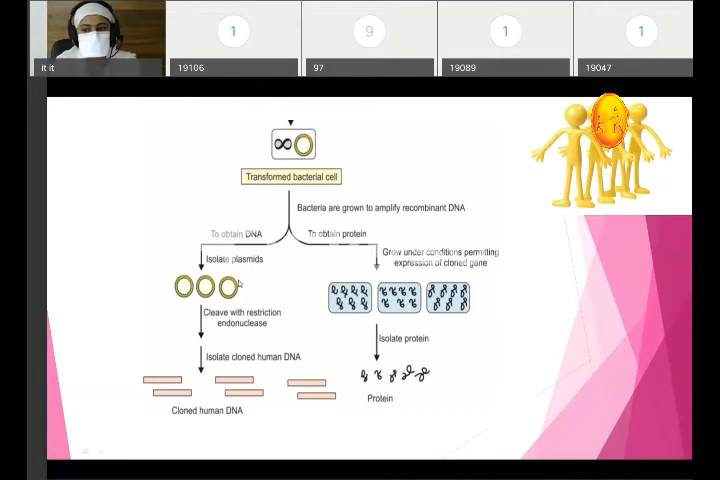 it it
1
19106
9
97
1
19089
1
19047
Transformed bacterial cell
Bacteria are grown to amplify recombinant DNA
To obtain DNA
To obtain protein
Isolate plasmids
Grow under conditions permitting
expression of cloned gene
Cleave with restriction
endonuclease
Isolate protein
Isolate cloned human DNA
Protein
Cloned human DNA